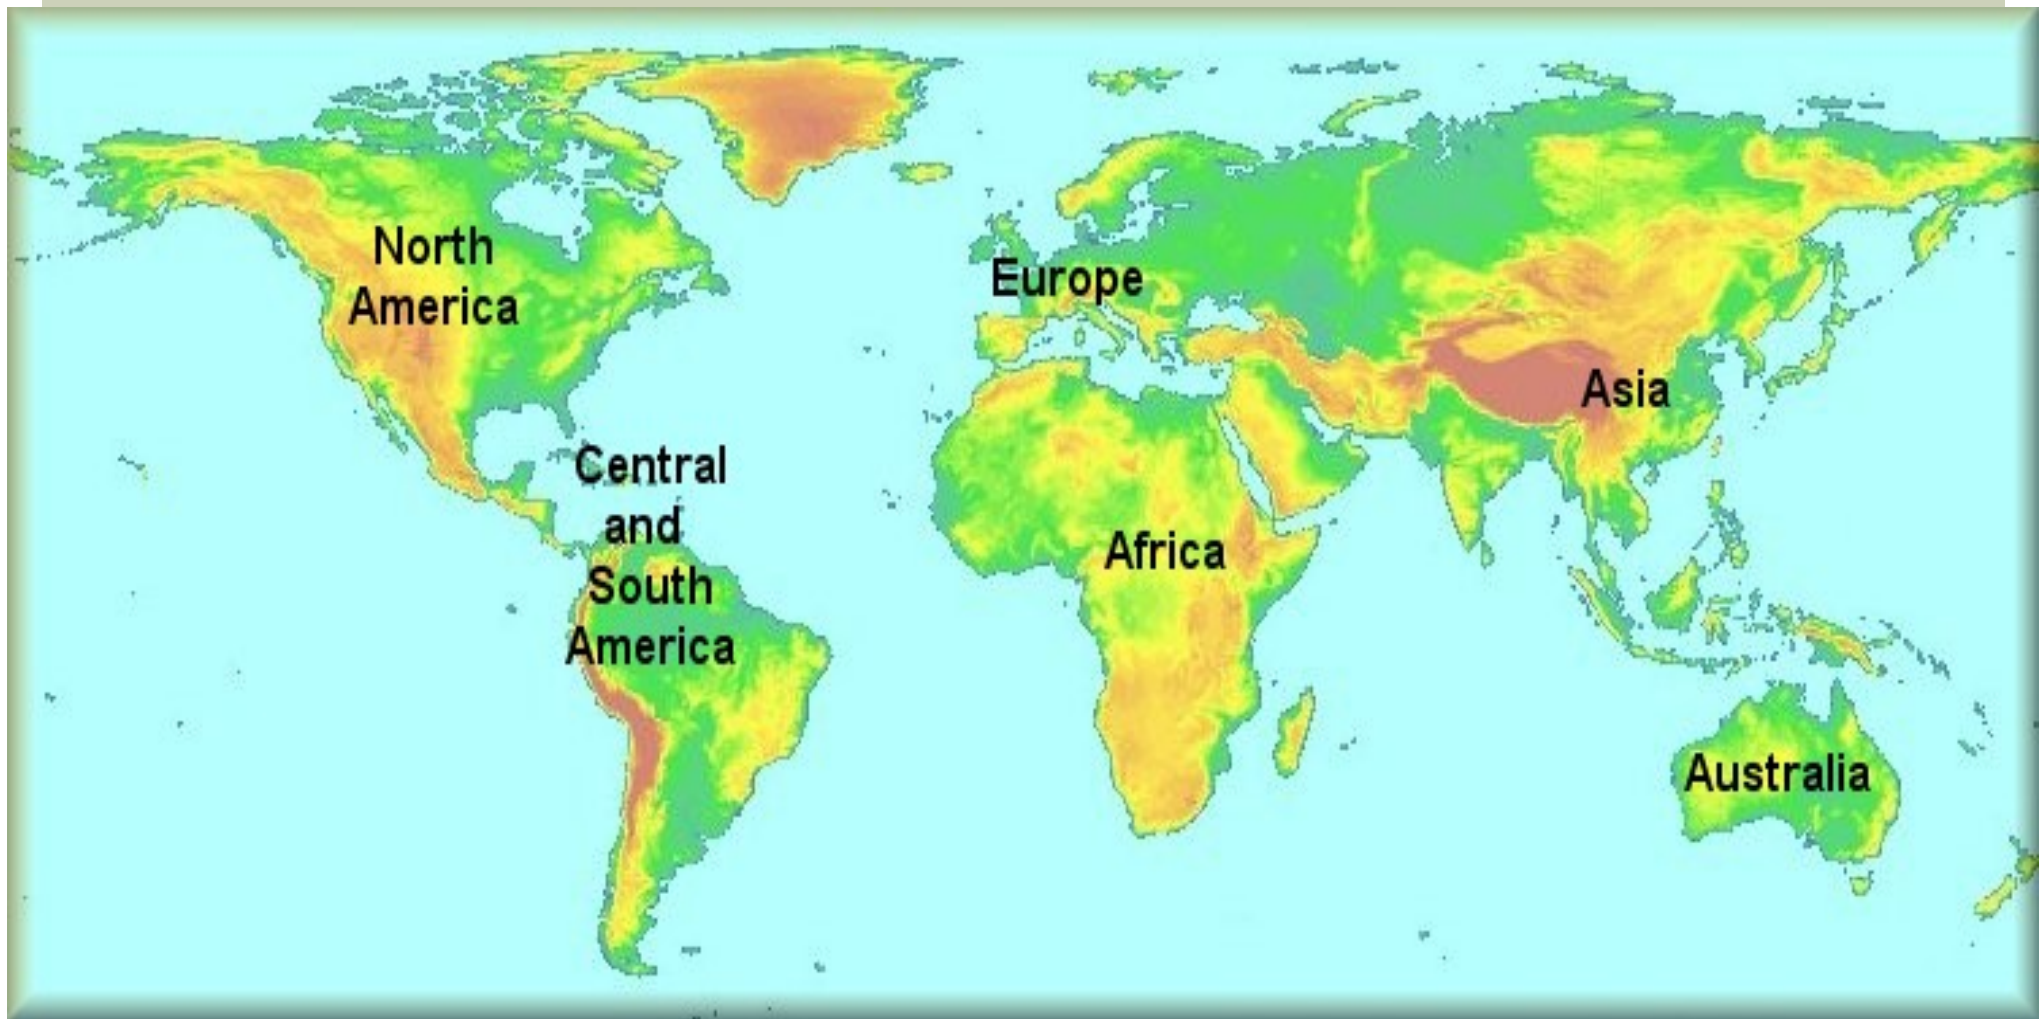 North
America
Europe
Asia
Central
and
South
America
Africa
Australia